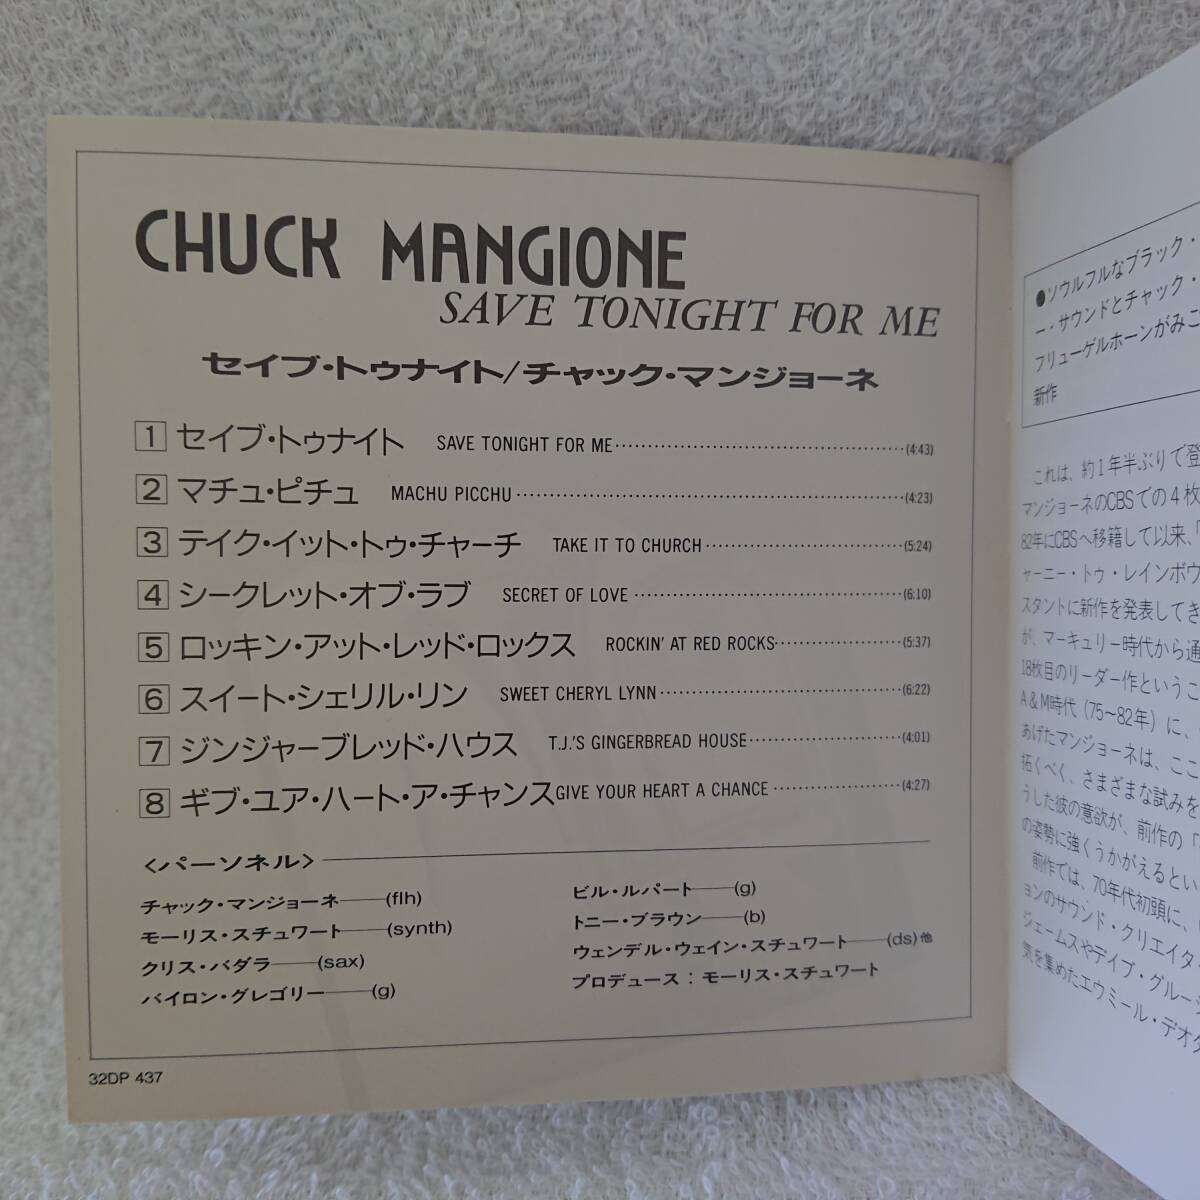 CHUCK MANGIONE
SAVE TONIGHT FOR ME
セイブ・トゥナイト/チャック・マンジョーネ
1 セイブ・トゥナイト SAVE TONIGHT FOR ME (4:43)
2 マチュ・ピチュ MACHU PICCHU (4:23)
3 テイク・イット・トゥ・チャーチ TAKE IT TO CHURCH (5:24)
4 シークレット・オブ・ラブ SECRET OF LOVE (6:10)
5 ロッキン・アット・レッド・ロックス ROCKIN' AT RED ROCKS (5:37)
6 スイート・シェリル・リン SWEET CHERYL LYNN (6:22)
7 ジンジャーブレッド・ハウス T.J.'S GINGERBREAD HOUSE (4:01)
8 ギブ・ユア・ハート・ア・チャンス GIVE YOUR HEART A CHANCE (4:27)
〈パーソネル〉
チャック・マンジョーネ——(flh)
モーリス・スチュワート——(synth)
クリス・バダラ——(sax)
バイロン・グレゴリー——(g)
ビル・ルパート——(g)
トニー・ブラウン——(b)
ウェンデル・ウェイン・スチュワート——(ds)他
プロデュース：モーリス・スチュワート
32DP 437
●ソウルフルなブラック・
ー・サウンドとチャック・
フリューゲルホーンがみご
新作
これは、約1年半ぶりで登
マンジョーネのCBSでの4枚
82年にCBSへ移籍して以来、「
ャーニー・トゥ・レインボウ
スタントに新作を発表してき
が、マーキュリー時代から通
18枚目のリーダー作というこ
A&M時代（75〜82年）に、
あげたマンジョーネは、ここ
拓くべく、さまざまな試みを
うした彼の意欲が、前作の「
の姿勢に強くうかがえるとい
前作では、70年代初頭に、
ョンのサウンド・クリエイタ
ジェームスやデイブ・グルーシ
気を集めたエウミール・デオダ